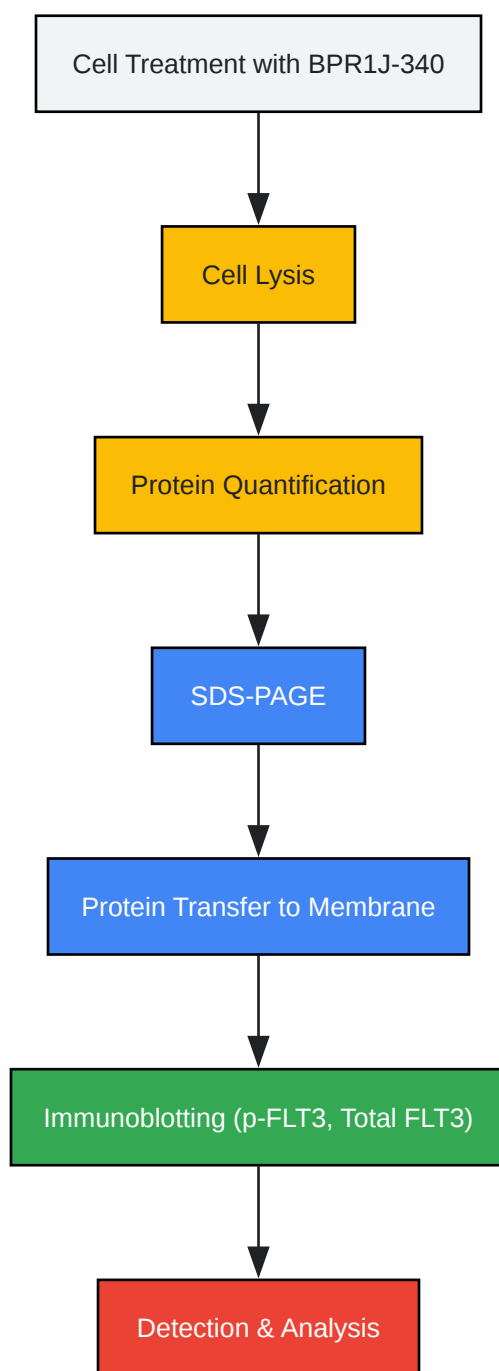 Cell Treatment with BPR1J-340
Cell Lysis
Protein Quantification
SDS-PAGE
Protein Transfer to Membrane
Immunoblotting (p-FLT3, Total FLT3)
Detection & Analysis